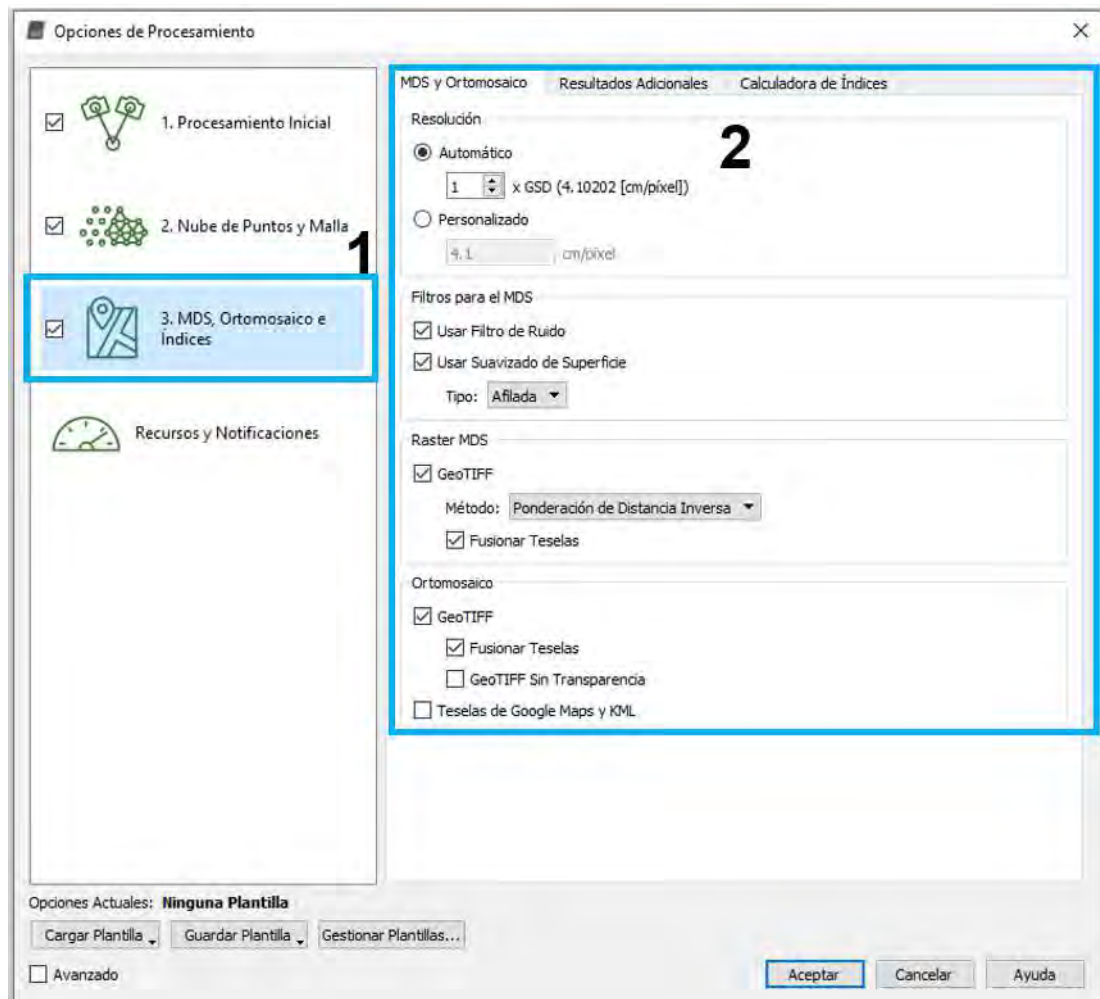 Opciones de Procesamiento
1. Procesamiento Inicial
2. Nube de Puntos y Malla
1
3. MDS, Ortomosaico e
Índices
Recursos y Notificaciones
MDS y Ortomosaico Resultados Adicionales Calculadora de Índices
2
Resolución
Automático
1 x GSD (4.10202 [cm/píxel])
Personalizado
4.1 cm/píxel
Filtros para el MDS
Usar Filtro de Ruido
Usar Suavizado de Superficie
Tipo: Afilada
Raster MDS
GeoTIFF
Método: Ponderación de Distancia Inversa
Fusionar Teselas
Ortomosaico
GeoTIFF
Fusionar Teselas
GeoTIFF Sin Transparencia
Teselas de Google Maps y KML
Opciones Actuales: Ninguna Plantilla
Cargar Plantilla Guardar Plantilla Gestionar Plantillas...
Avanzado
Aceptar Cancelar Ayuda